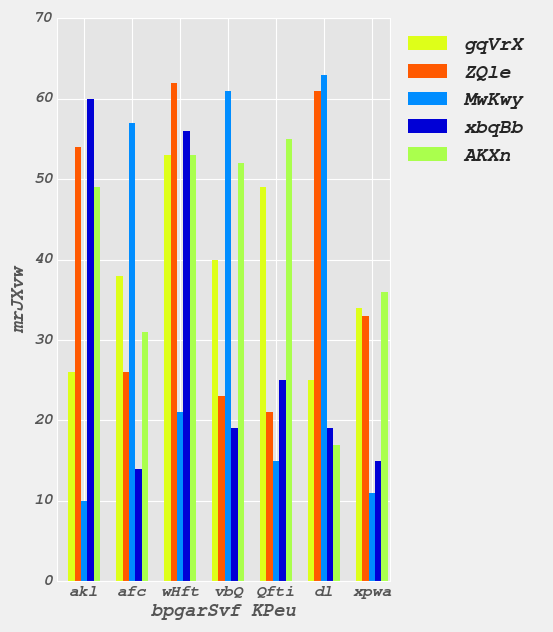 70
60
50
40
30
20
10
0
mrJXvw
akl afc wHft vbQ Qfti dl xpwa
bpgarSvf KPeu
gqVrX
ZQle
MwKwy
xbqBb
AKXn